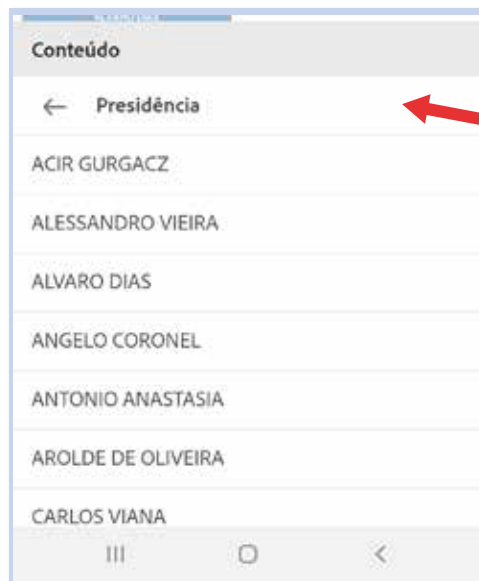 Conteúdo
← Presidência
ACIR GURGACZ
ALESSANDRO VIEIRA
ALVARO DIAS
ANGELO CORONEL
ANTONIO ANASTASIA
AROLDE DE OLIVEIRA
CARLOS VIANA